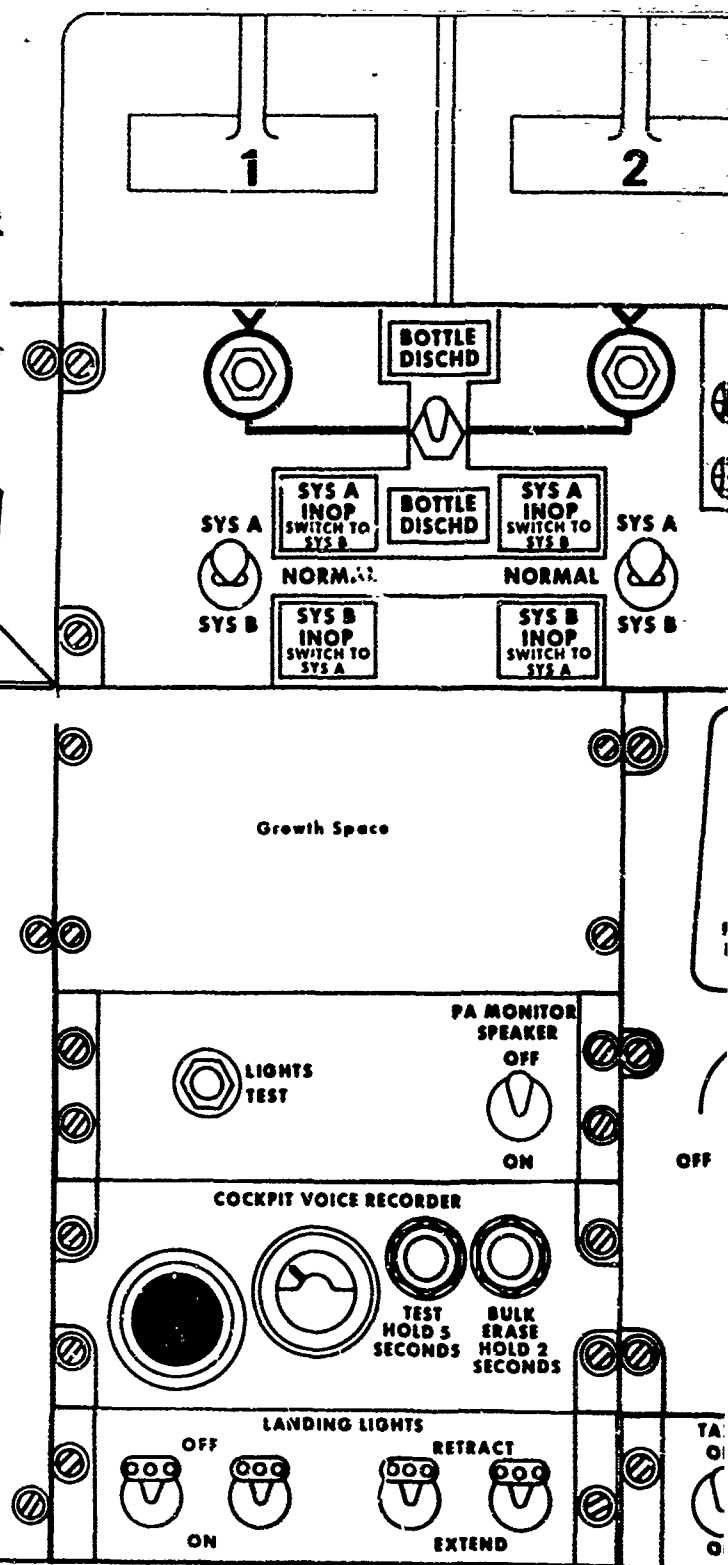 1
2
BOTTLE
DISCHD
SYS A
SYS A
INOP
SWITCH TO
SYS B
BOTTLE
DISCHD
SYS A
INOP
SWITCH TO
SYS B
SYS A
NORMAL
NORMAL
SYS B
SYS B
INOP
SWITCH TO
SYS A
SYS B
INOP
SWITCH TO
SYS A
SYS B
Growth Space
LIGHTS
TEST
PA MONITOR
SPEAKER
OFF
ON
OFF
COCKPIT VOICE RECORDER
TEST
HOLD 5
SECONDS
BULK
ERASE
HOLD 2
SECONDS
LANDING LIGHTS
OFF
RETRACT
ON
EXTEND